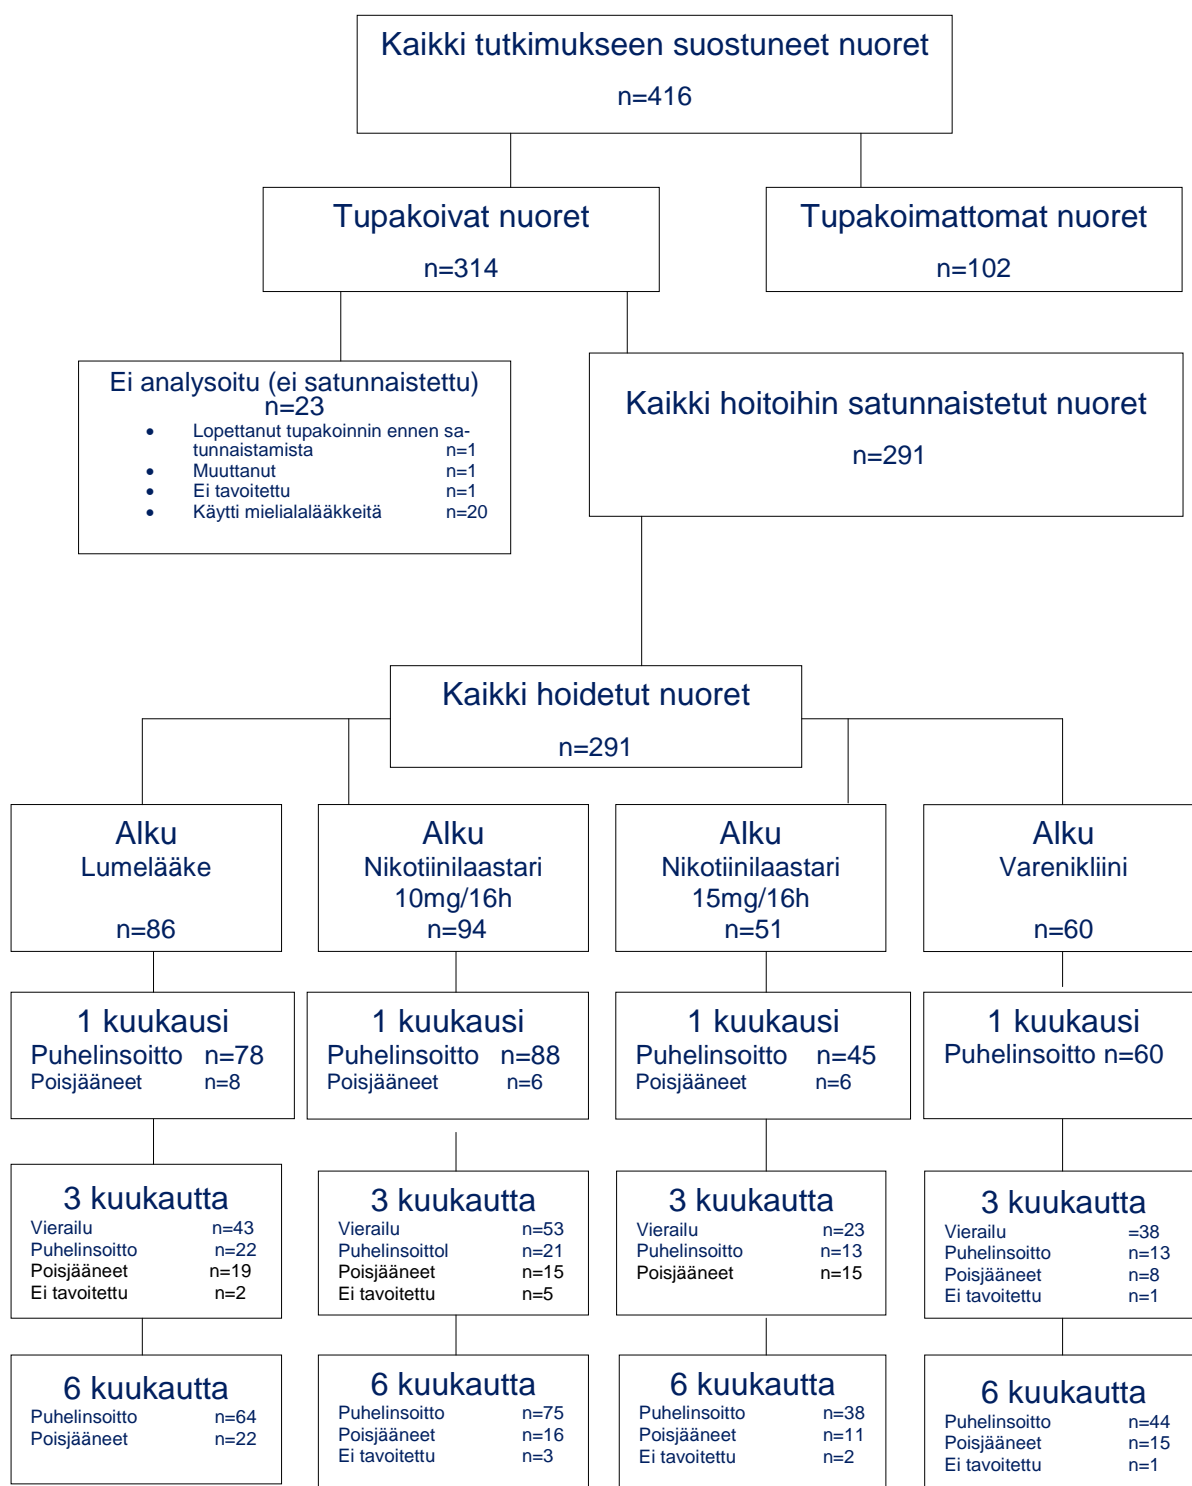 Kaikki tutkimukseen suostuneet nuoret
n=416
Tupakoivat nuoret
n=314
Tupakoimattomat nuoret
n=102
Ei analysoitu (ei satunnaistettu)
n=23
• Lopettanut tupakoinnin ennen sa-
tunnaistamista n=1
• Muuttanut n=1
• Ei tavoitettu n=1
• Käytti mielialalääkkeitä n=20
Kaikki hoitoihin satunnaistetut nuoret
n=291
Kaikki hoidetut nuoret
n=291
Alku
Lumelääke
n=86
Alku
Nikotiinilaastari
10mg/16h
n=94
Alku
Nikotiinilaastari
15mg/16h
n=51
Alku
Varenikliini
n=60
1 kuukausi
Puhelinsoitto n=78
Poisjääneet n=8
1 kuukausi
Puhelinsoitto n=88
Poisjääneet n=6
1 kuukausi
Puhelinsoitto n=45
Poisjääneet n=6
1 kuukausi
Puhelinsoitto n=60
3 kuukautta
Vierailu n=43
Puhelinsoitto n=22
Poisjääneet n=19
Ei tavoitettu n=2
3 kuukautta
Vierailu n=53
Puhelinsoittol n=21
Poisjääneet n=15
Ei tavoitettu n=5
3 kuukautta
Vierailu n=23
Puhelinsoitto n=13
Poisjääneet n=15
3 kuukautta
Vierailu =38
Puhelinsoitto n=13
Poisjääneet n=8
Ei tavoitettu n=1
6 kuukautta
Puhelinsoitto n=64
Poisjääneet n=22
6 kuukautta
Puhelinsoitto n=75
Poisjääneet n=16
Ei tavoitettu n=3
6 kuukautta
Puhelinsoitto n=38
Poisjääneet n=11
Ei tavoitettu n=2
6 kuukautta
Puhelinsoitto n=44
Poisjääneet n=15
Ei tavoitettu n=1